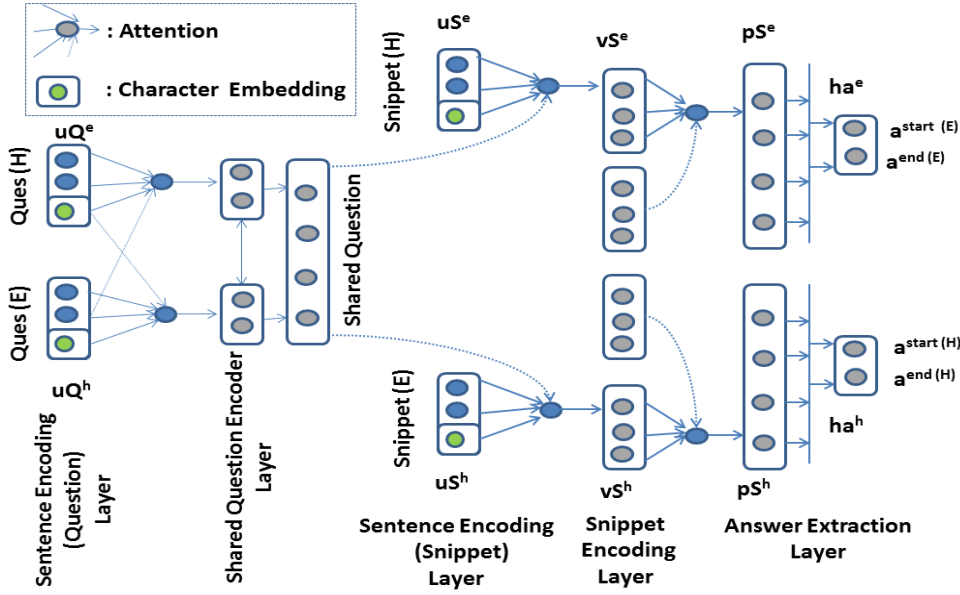 : Attention
: Character Embedding
uQᵉ
Ques (H)
Ques (E)
uQʰ
Sentence Encoding
(Question)
Layer
Shared Question Encoder
Layer
Shared Question
uSᵉ
Snippet (H)
vSᵉ
pSᵉ
haᵉ
aˢᵗᵃʳᵗ ⁽ᴱ⁾
aᵉⁿᵈ ⁽ᴱ⁾
Snippet (E)
uSʰ
vSʰ
pSʰ
aˢᵗᵃʳᵗ ⁽ᴴ⁾
aᵉⁿᵈ ⁽ᴴ⁾
haʰ
Sentence Encoding
(Snippet)
Layer
Snippet
Encoding
Layer
Answer Extraction
Layer